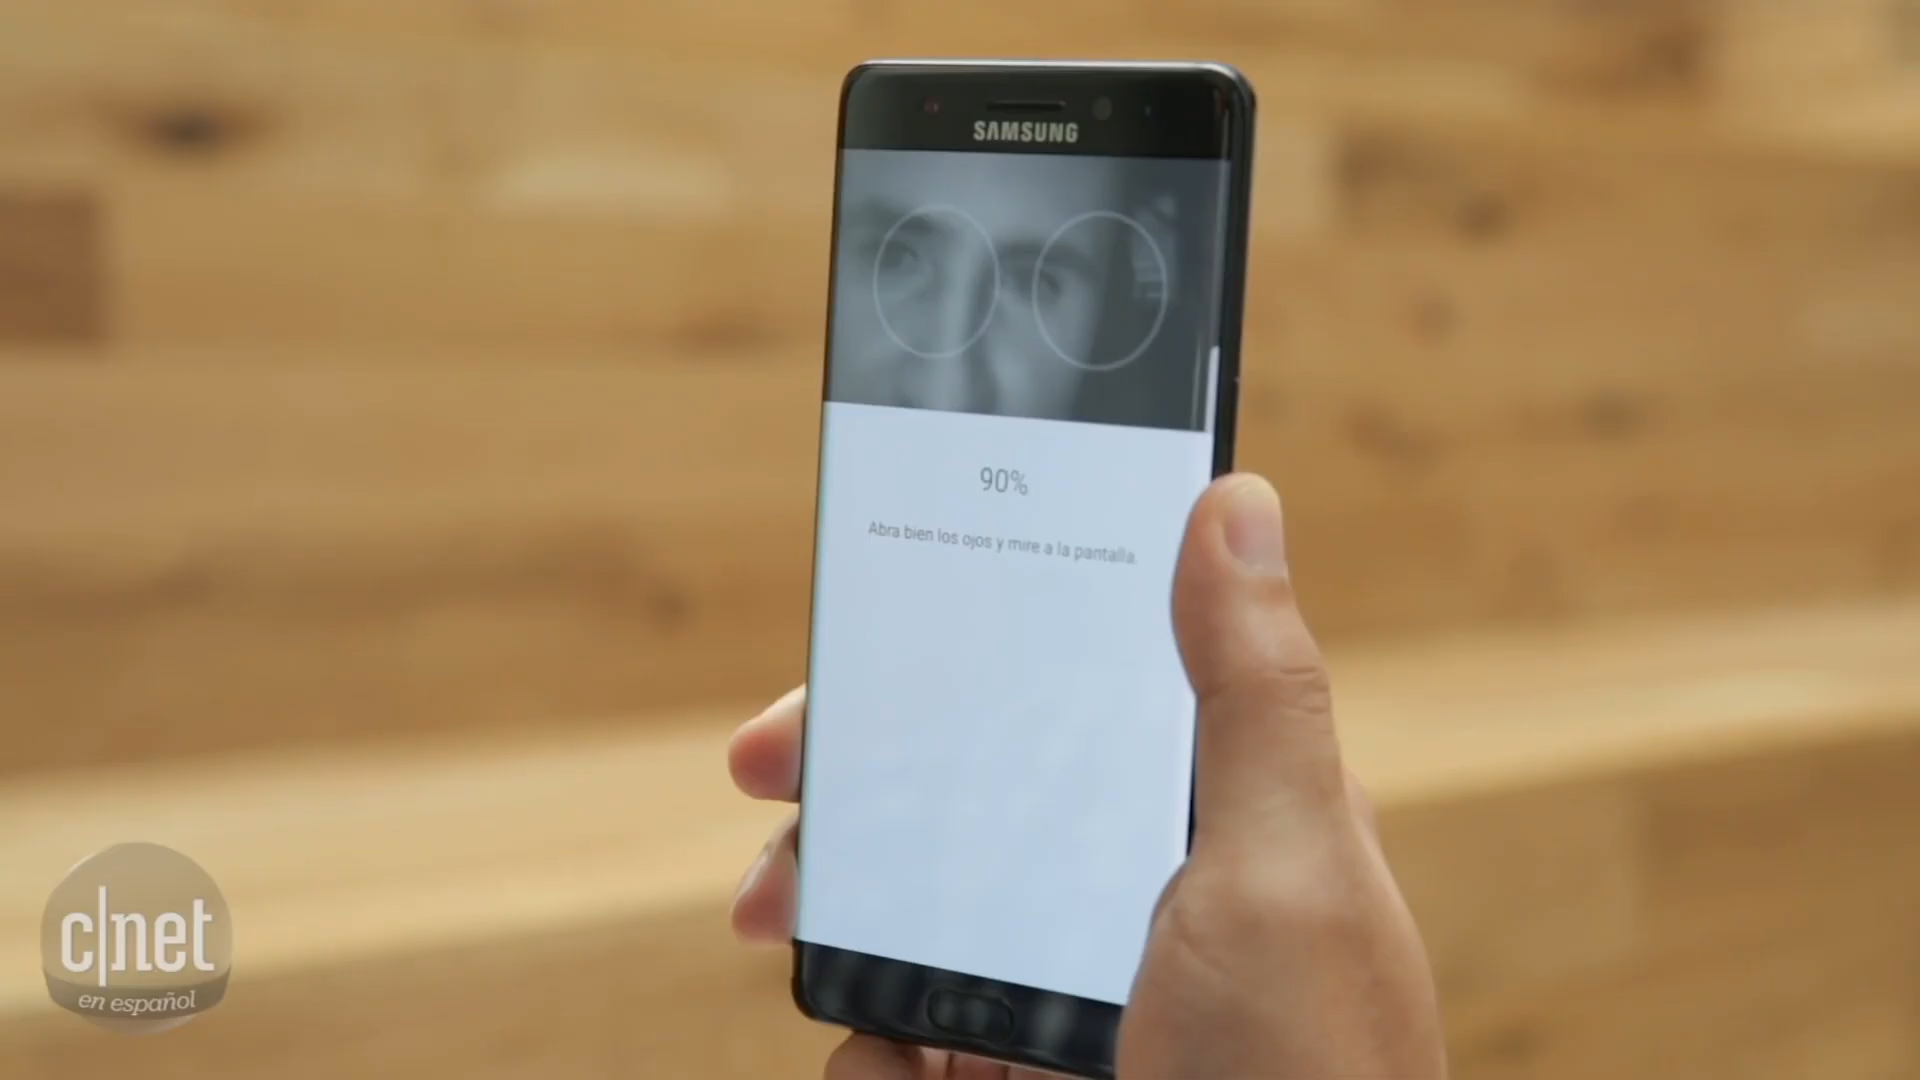 SAMSUNG
90%
Abra bien los ojos y mire a la pantalla.
c|net
en español